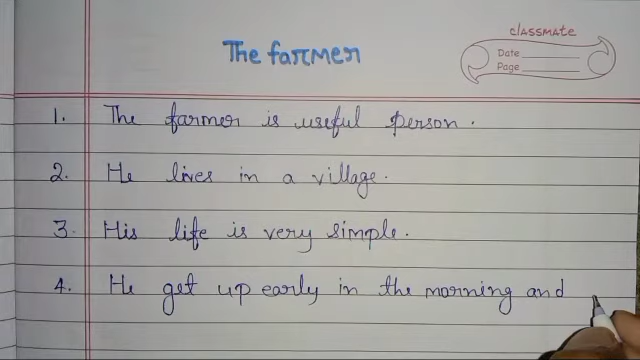 The farmer
classmate
Date
Page
1. The farmer is useful person.
2. He lives in a village.
3. His life is very simple.
4. He get up early in the morning and